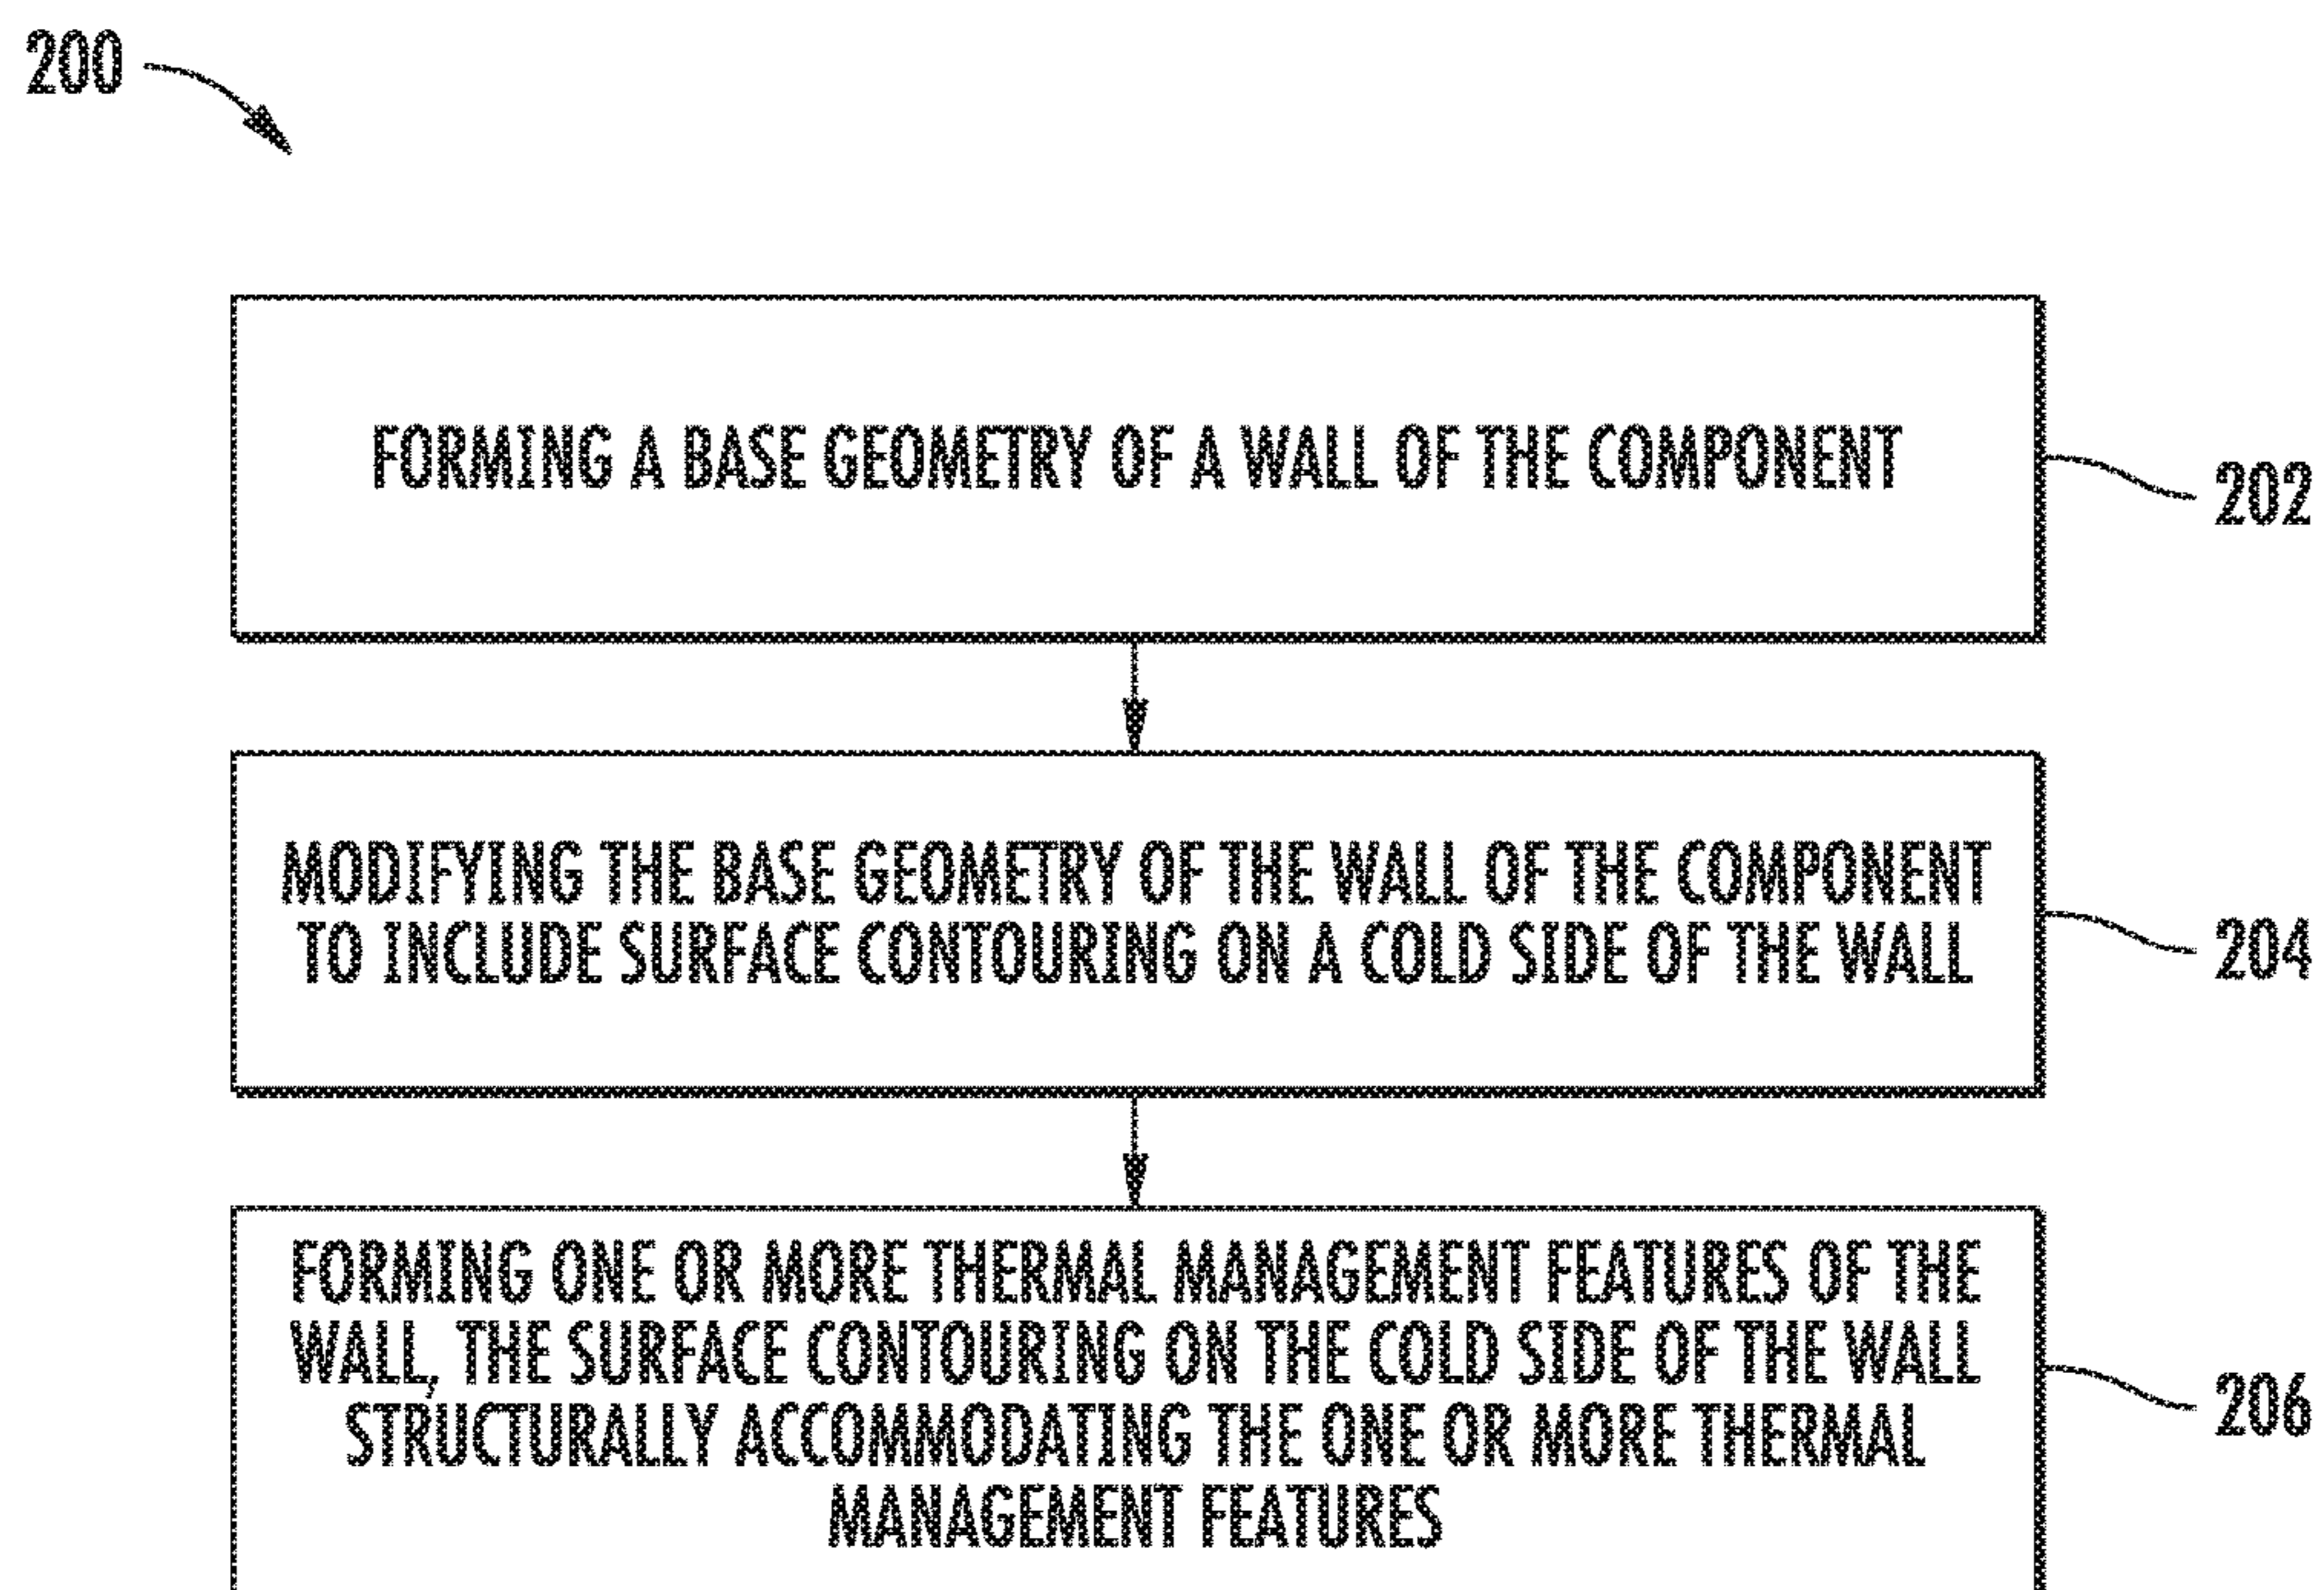 200
FORMING A BASE GEOMETRY OF A WALL OF THE COMPONENT
202
MODIFYING THE BASE GEOMETRY OF THE WALL OF THE COMPONENT
TO INCLUDE SURFACE CONTOURING ON A COLD SIDE OF THE WALL
204
FORMING ONE OR MORE THERMAL MANAGEMENT FEATURES OF THE
WALL, THE SURFACE CONTOURING ON THE COLD SIDE OF THE WALL
STRUCTURALLY ACCOMMODATING THE ONE OR MORE THERMAL
MANAGEMENT FEATURES
206